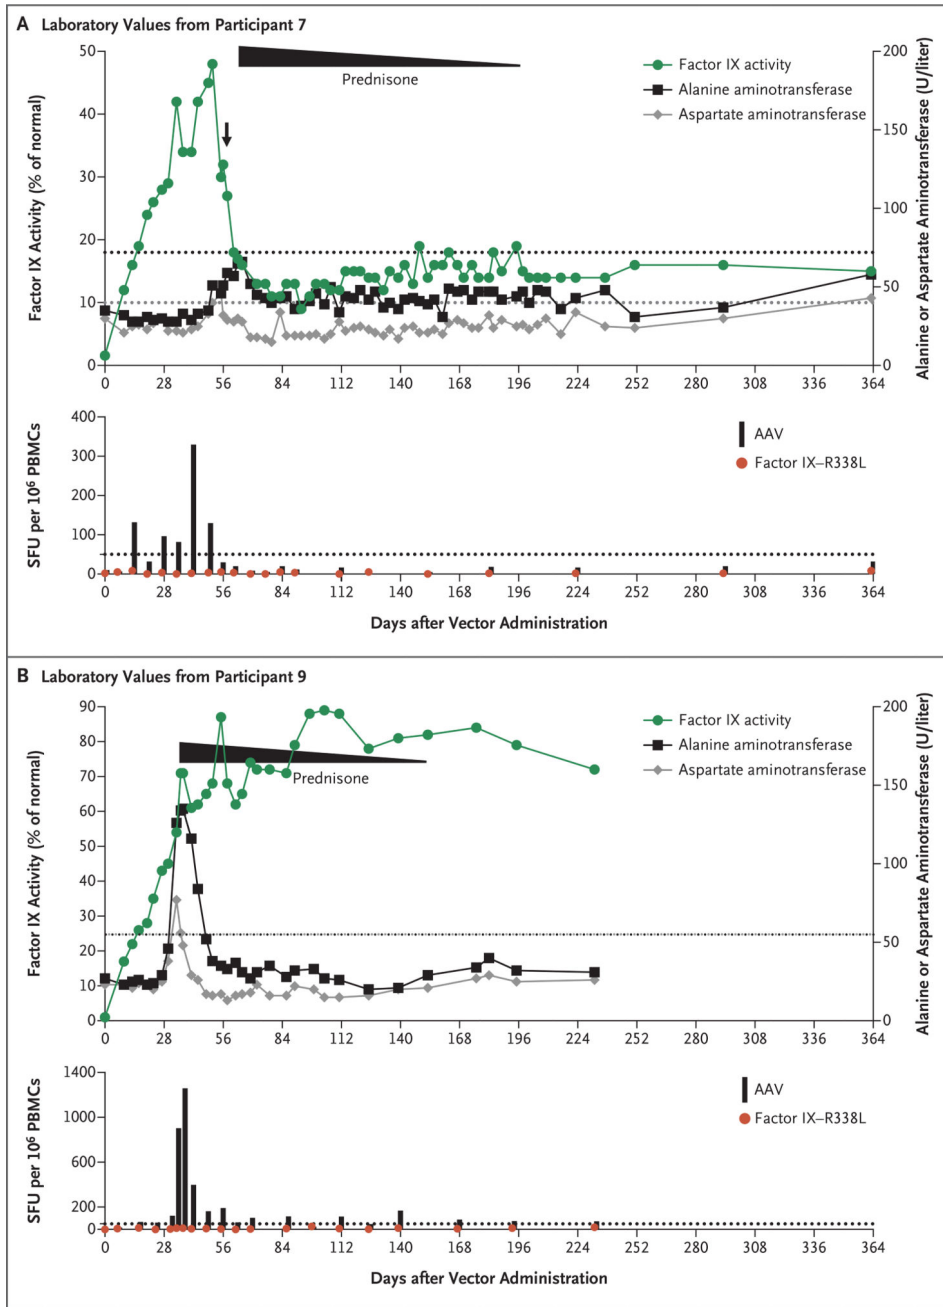 A Laboratory Values from Participant 7
Factor IX Activity (% of normal)
50
40
30
20
10
0
Prednisone
Factor IX activity
Alanine aminotransferase
Aspartate aminotransferase
200
150
100
50
0
Alanine or Aspartate Aminotransferase (U/liter)
0 28 56 84 112 140 168 196 224 252 280 308 336 364
SFU per 10⁶ PBMCs
400
300
200
100
0
AAV
Factor IX–R338L
0 28 56 84 112 140 168 196 224 252 280 308 336 364
Days after Vector Administration
B Laboratory Values from Participant 9
Factor IX Activity (% of normal)
90
80
70
60
50
40
30
20
10
0
Prednisone
Factor IX activity
Alanine aminotransferase
Aspartate aminotransferase
200
150
100
50
0
Alanine or Aspartate Aminotransferase (U/liter)
0 28 56 84 112 140 168 196 224 252 280 308 336 364
SFU per 10⁶ PBMCs
1400
1000
600
200
0
AAV
Factor IX–R338L
0 28 56 84 112 140 168 196 224 252 280 308 336 364
Days after Vector Administration